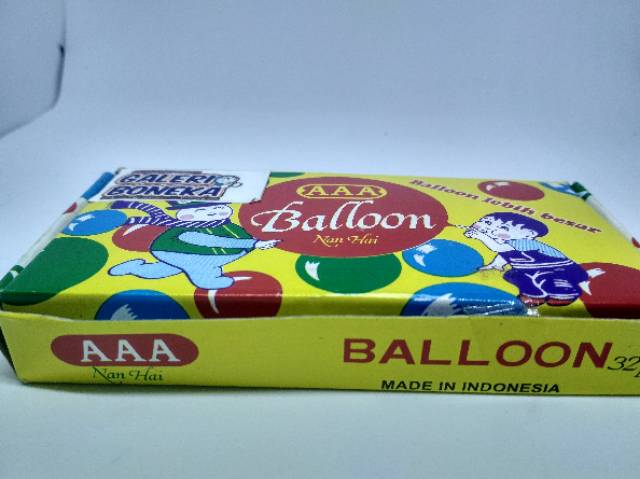 GALERI
BONEKA
AAA
Balloon
Nan Hai
Balloon lebih besar
AAA
Nan Hai
BALLOON
MADE IN INDONESIA